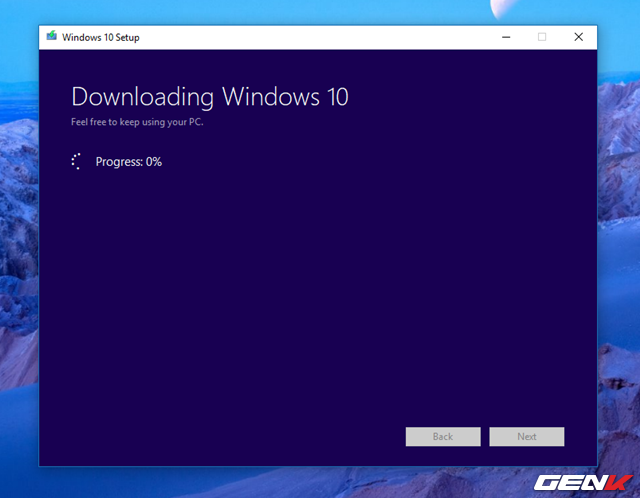 Windows 10 Setup
Downloading Windows 10
Feel free to keep using your PC.
Progress: 0%
Back
Next
GENK